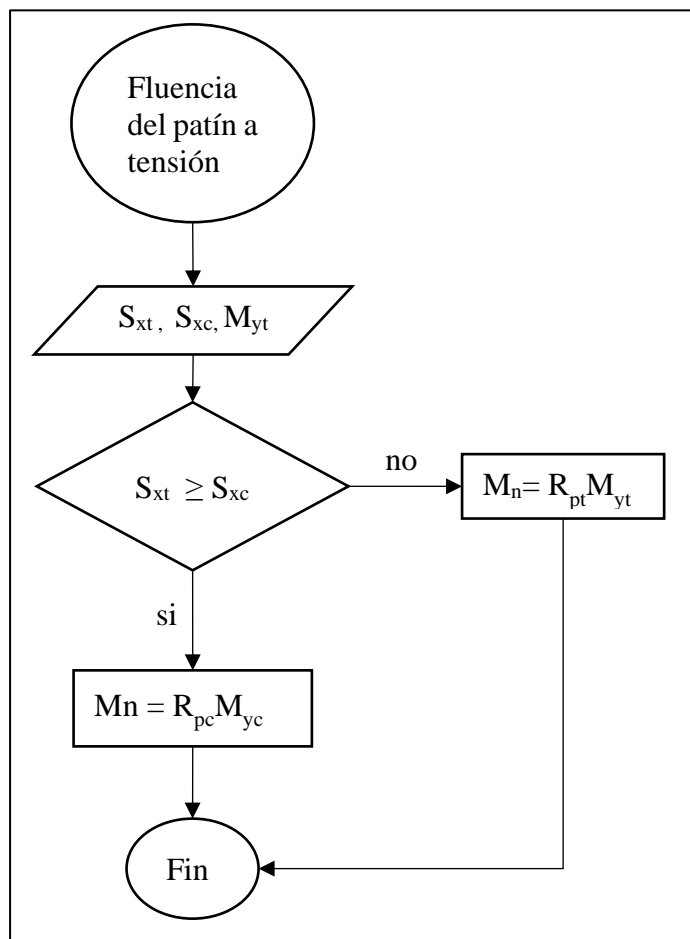 Fluencia
del patín a
tensión
Sxt , Sxc, Myt
Sxt ≥ Sxc
no
Mn= RptMyt
si
Mn = RpcMyc
Fin